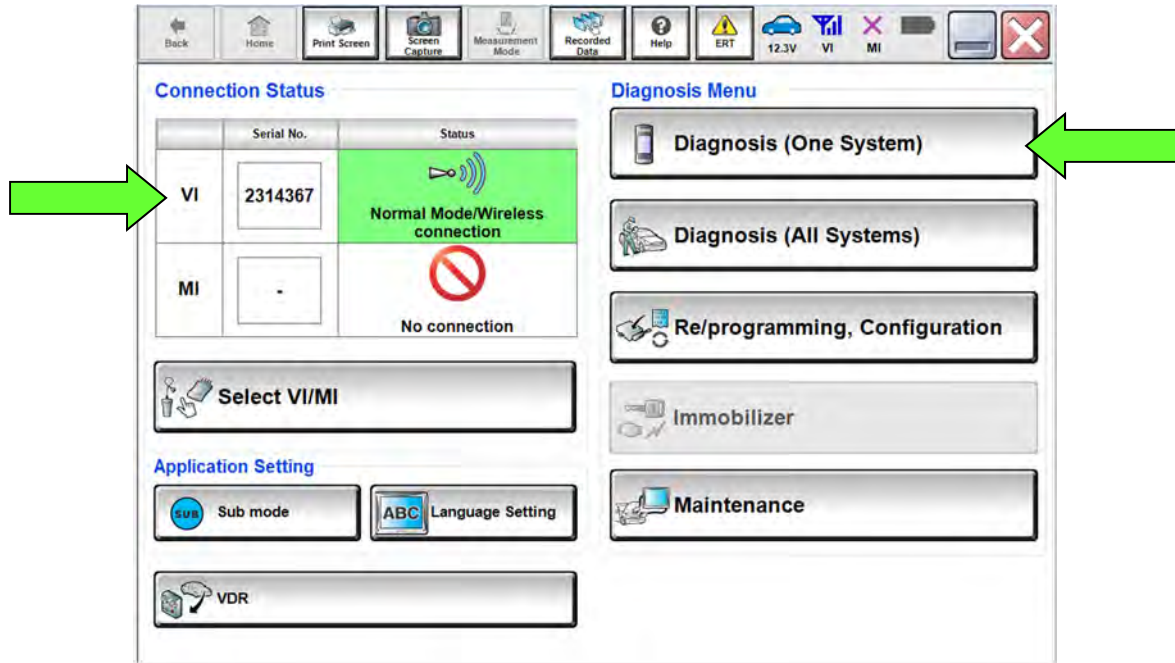 Back
Home
Print Screen
Screen
Capture
Measurement
Mode
Recorded
Data
Help
ERT
12.3V
VI
MI
Connection Status
Serial No.
Status
VI
2314367
Normal Mode/Wireless
connection
MI
-
No connection
Select VI/MI
Application Setting
SUB
Sub mode
ABC
Language Setting
VDR
Diagnosis Menu
Diagnosis (One System)
Diagnosis (All Systems)
Re/programming, Configuration
Immobilizer
Maintenance